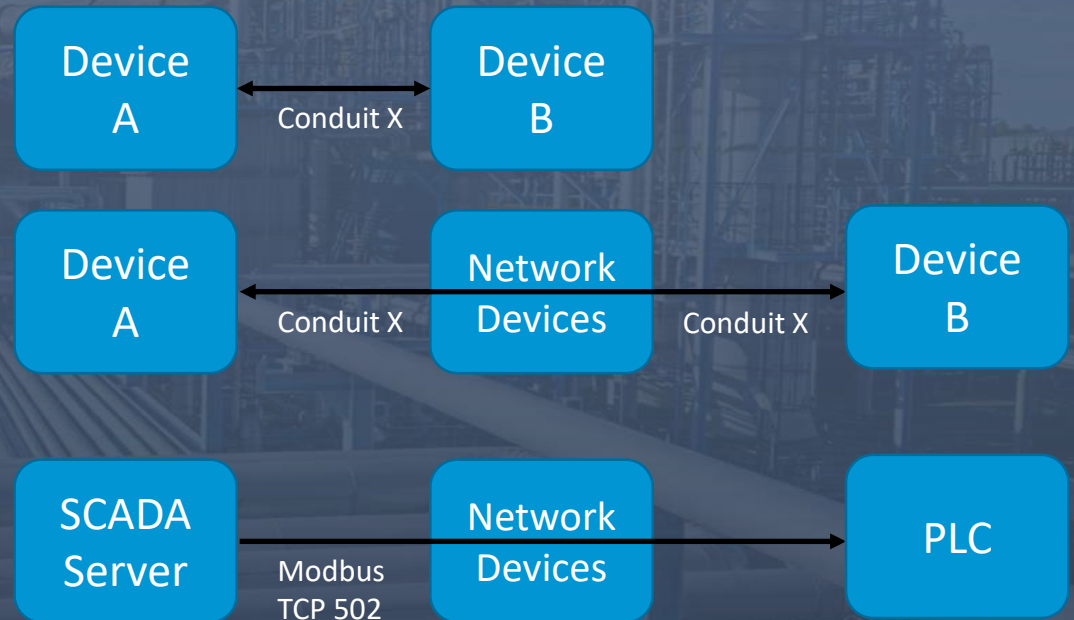 Device
A
Conduit X
Device
B
Device
A
Conduit X
Network
Devices
Conduit X
Device
B
SCADA
Server
Modbus
TCP 502
Network
Devices
PLC